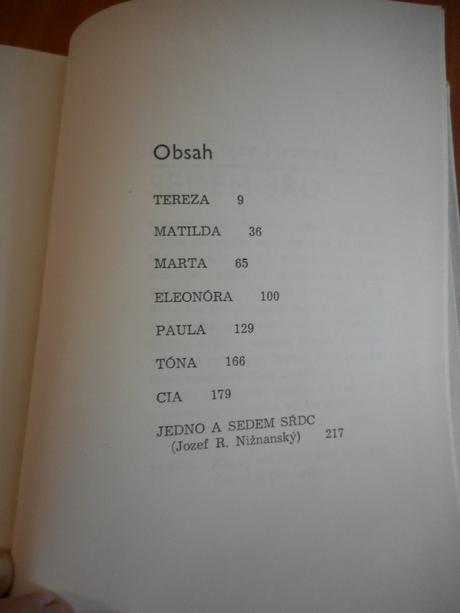 Obsah
TEREZA 9
MATILDA 36
MARTA 65
ELEONÓRA 100
PAULA 129
TÓNA 166
CIA 179
JEDNO A SEDEM SŔDC
(Jozef R. Nižnanský) 217